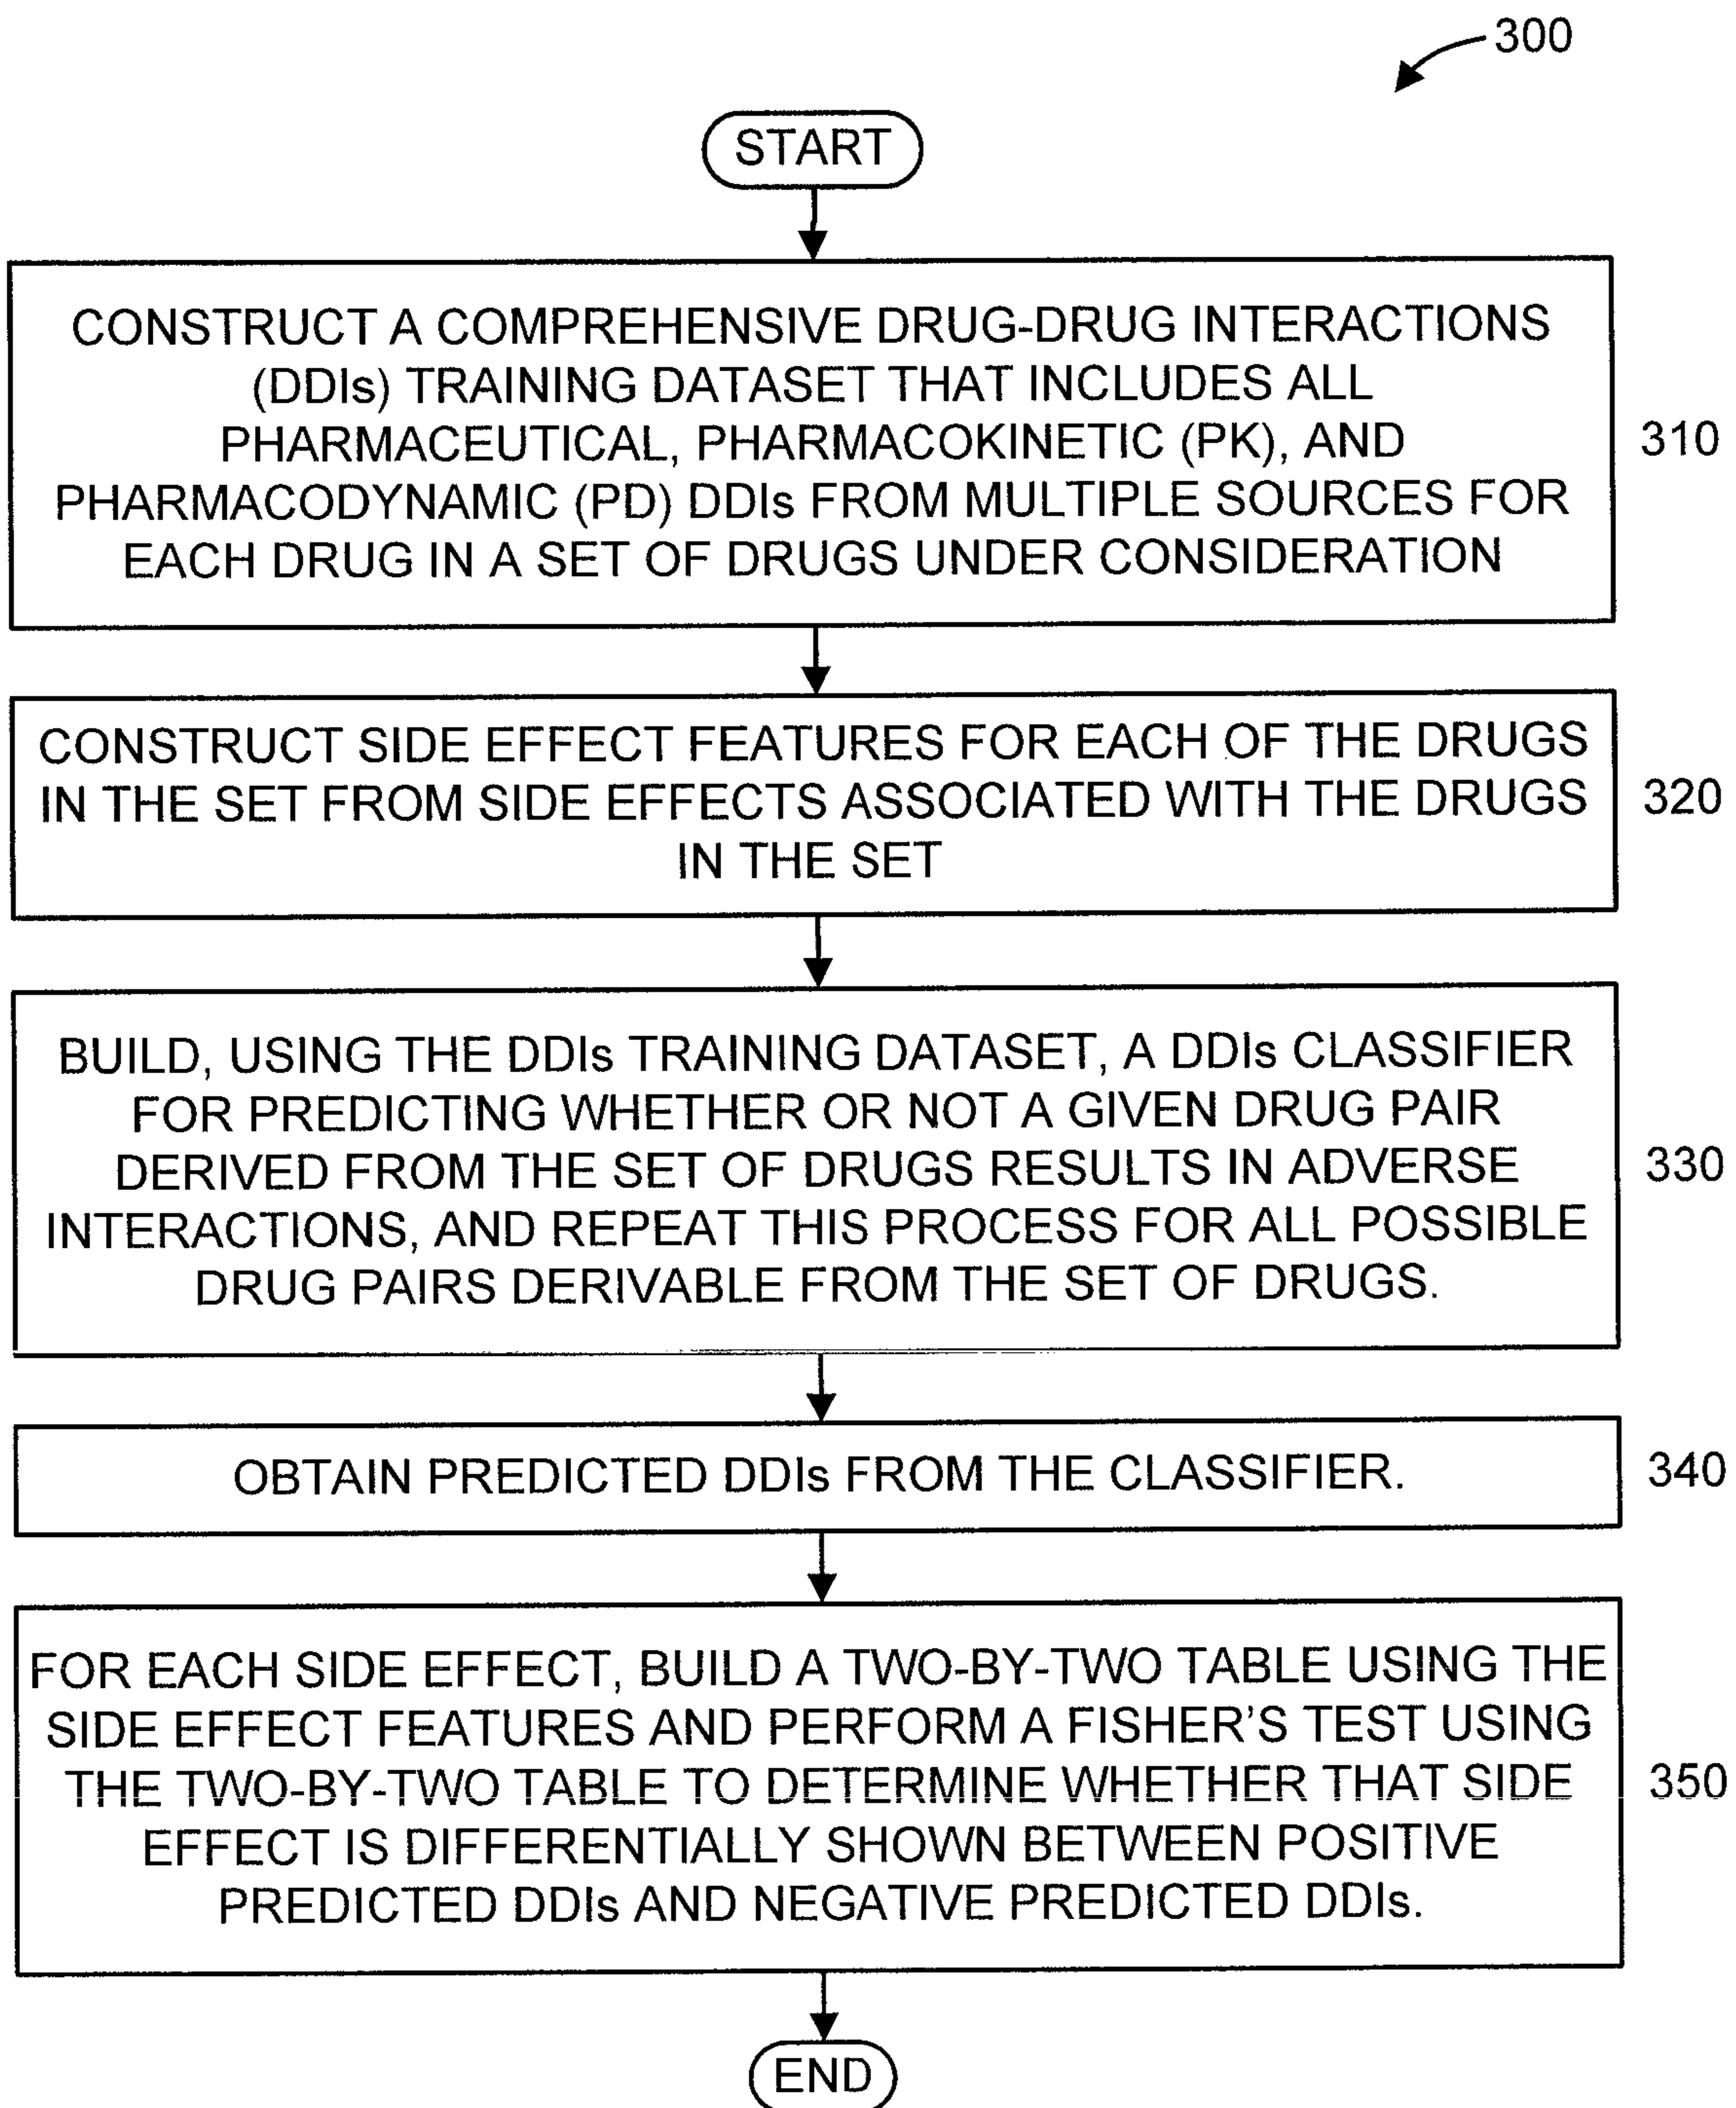 300
START
CONSTRUCT A COMPREHENSIVE DRUG-DRUG INTERACTIONS
(DDIs) TRAINING DATASET THAT INCLUDES ALL
PHARMACEUTICAL, PHARMACOKINETIC (PK), AND
PHARMACODYNAMIC (PD) DDIs FROM MULTIPLE SOURCES FOR
EACH DRUG IN A SET OF DRUGS UNDER CONSIDERATION
310
CONSTRUCT SIDE EFFECT FEATURES FOR EACH OF THE DRUGS
IN THE SET FROM SIDE EFFECTS ASSOCIATED WITH THE DRUGS
IN THE SET
320
BUILD, USING THE DDIs TRAINING DATASET, A DDIs CLASSIFIER
FOR PREDICTING WHETHER OR NOT A GIVEN DRUG PAIR
DERIVED FROM THE SET OF DRUGS RESULTS IN ADVERSE
INTERACTIONS, AND REPEAT THIS PROCESS FOR ALL POSSIBLE
DRUG PAIRS DERIVABLE FROM THE SET OF DRUGS.
330
OBTAIN PREDICTED DDIs FROM THE CLASSIFIER.
340
FOR EACH SIDE EFFECT, BUILD A TWO-BY-TWO TABLE USING THE
SIDE EFFECT FEATURES AND PERFORM A FISHER'S TEST USING
THE TWO-BY-TWO TABLE TO DETERMINE WHETHER THAT SIDE
EFFECT IS DIFFERENTIALLY SHOWN BETWEEN POSITIVE
PREDICTED DDIs AND NEGATIVE PREDICTED DDIs.
350
END